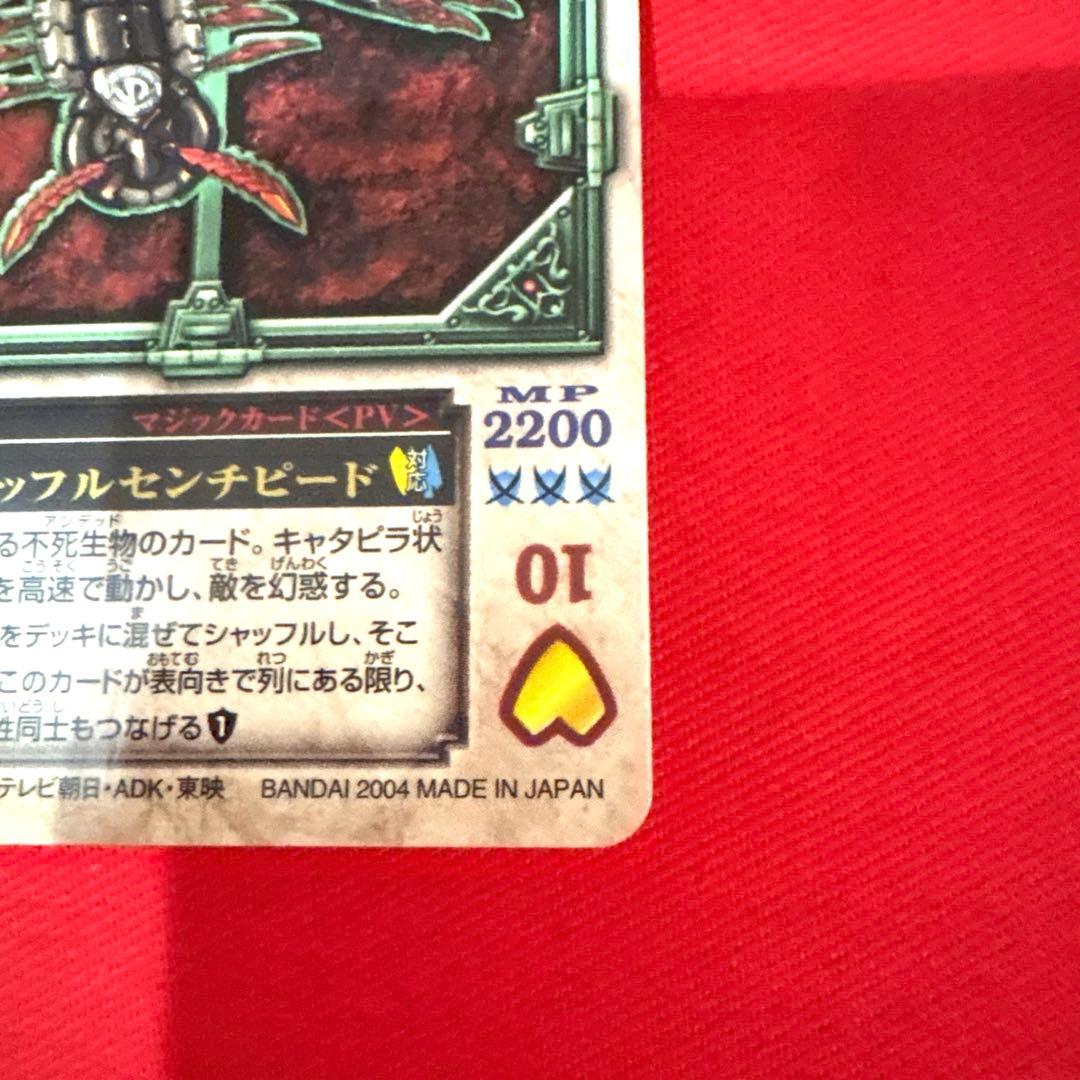 マジックカード<PV>
MP
2200
ッフルセンチピード 対応
る不死生物のカード。キャタピラ状
アンデッド じょう
を高速で動かし、敵を幻惑する。
こうそく うご てき げんわく
をデッキに混ぜてシャッフルし、そこ
ま
このカードが表向きで列にある限り、
おもてむ れつ かぎ
性同士もつなげる1
いどうし
10
テレビ朝日・ADK・東映 BANDAI 2004 MADE IN JAPAN